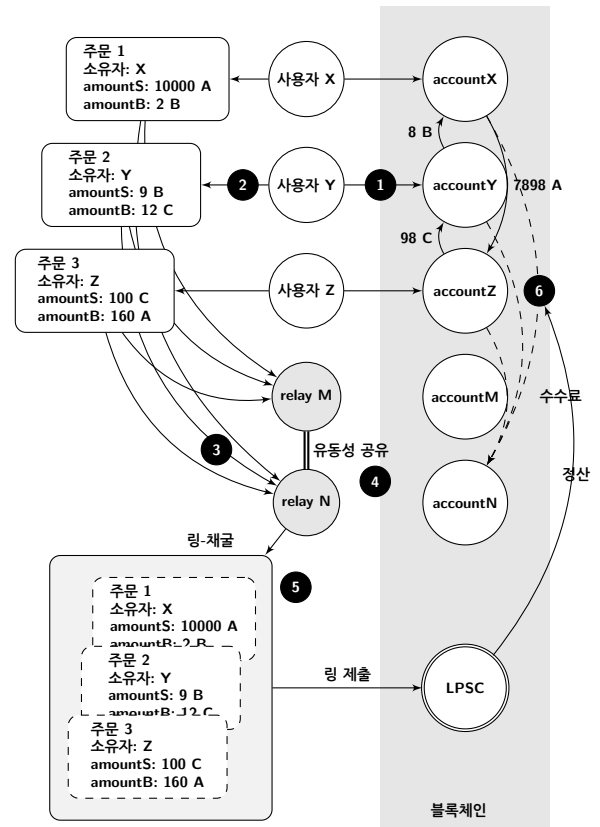 주문 1
소유자: X
amountS: 10000 A
amountB: 2 B
사용자 X
accountX
8 B
주문 2
소유자: Y
amountS: 9 B
amountB: 12 C
2
사용자 Y
1
accountY
7898 A
98 C
주문 3
소유자: Z
amountS: 100 C
amountB: 160 A
사용자 Z
accountZ
6
relay M
accountM
수수료
3
유동성 공유
4
정산
relay N
accountN
링-채굴
5
주문 1
소유자: X
amountS: 10000 A
amountB: 2 B
주문 2
소유자: Y
amountS: 9 B
amountB: 12 C
주문 3
소유자: Z
amountS: 100 C
amountB: 160 A
링 제출
LPSC
블록체인